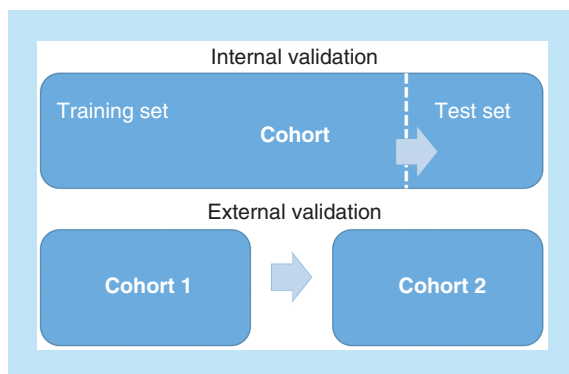 Internal validation
Training set
Test set
Cohort
External validation
Cohort 1
Cohort 2